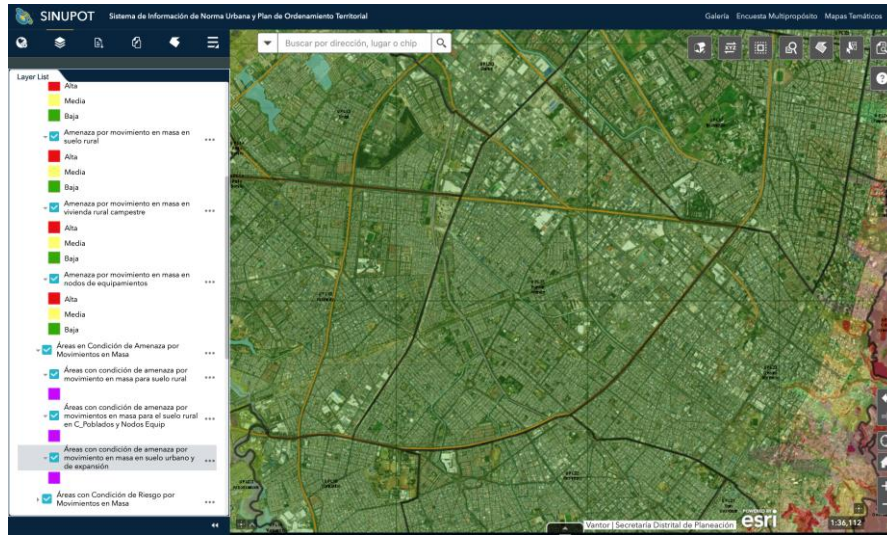 SINUPOT Sistema de Información de Norma Urbana y Plan de Ordenamiento Territorial
Galería Encuesta Multipropósito Mapas Temáticos
Buscar por dirección, lugar o chip
Layer List
Alta
Media
Baja
Amenaza por movimiento en masa en
suelo rural
Alta
Media
Baja
Amenaza por movimiento en masa en
vivienda rural campestre
Alta
Media
Baja
Amenaza por movimiento en masa en
nodos de equipamientos
Alta
Media
Baja
Áreas en Condición de Amenaza por
Movimientos en Masa
Áreas con condición de amenaza por
movimiento en masa para suelo rural
Áreas con condición de amenaza por
movimientos en masa para el suelo rural
en C_Poblados y Nodos Equip
Áreas con condición de amenaza por
movimiento en masa en suelo urbano y
de expansión
Áreas con Condición de Riesgo por
Movimientos en Masa
Vantor | Secretaría Distrital de Planeación
POWERED BY
esri
1:36,112